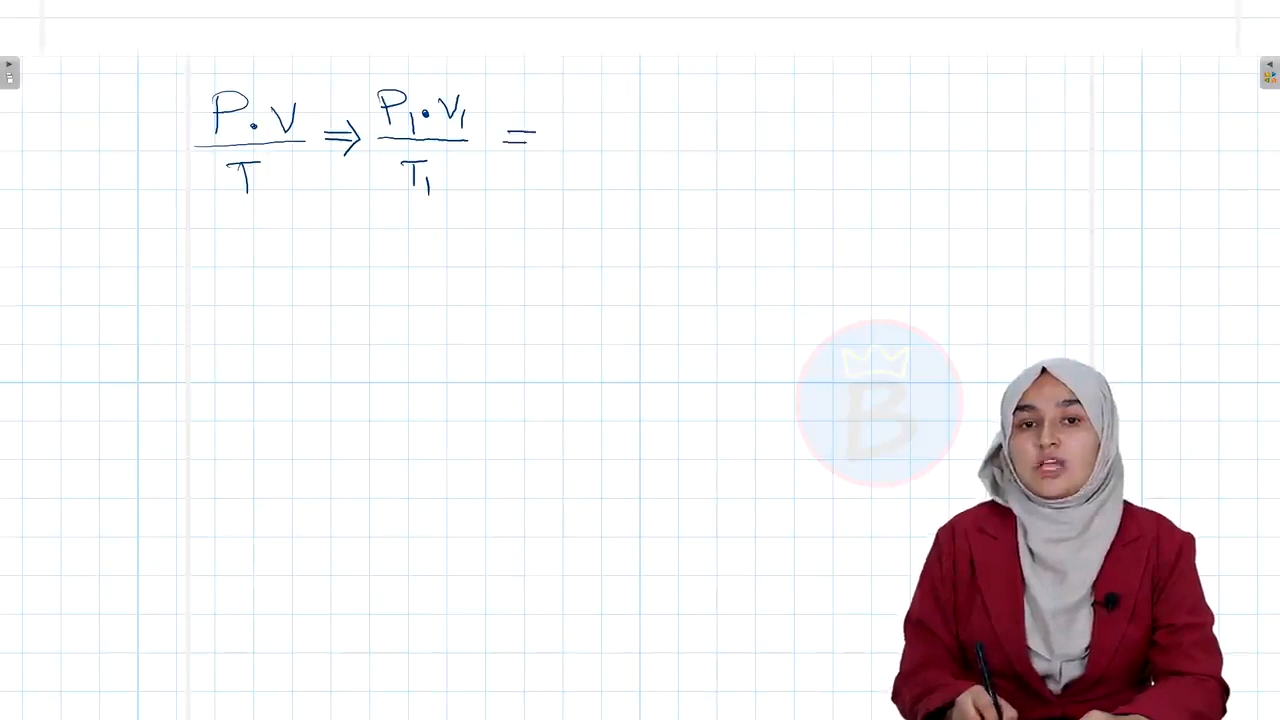 P . V / T ⇒ P₁ . V₁ / T₁ =
B